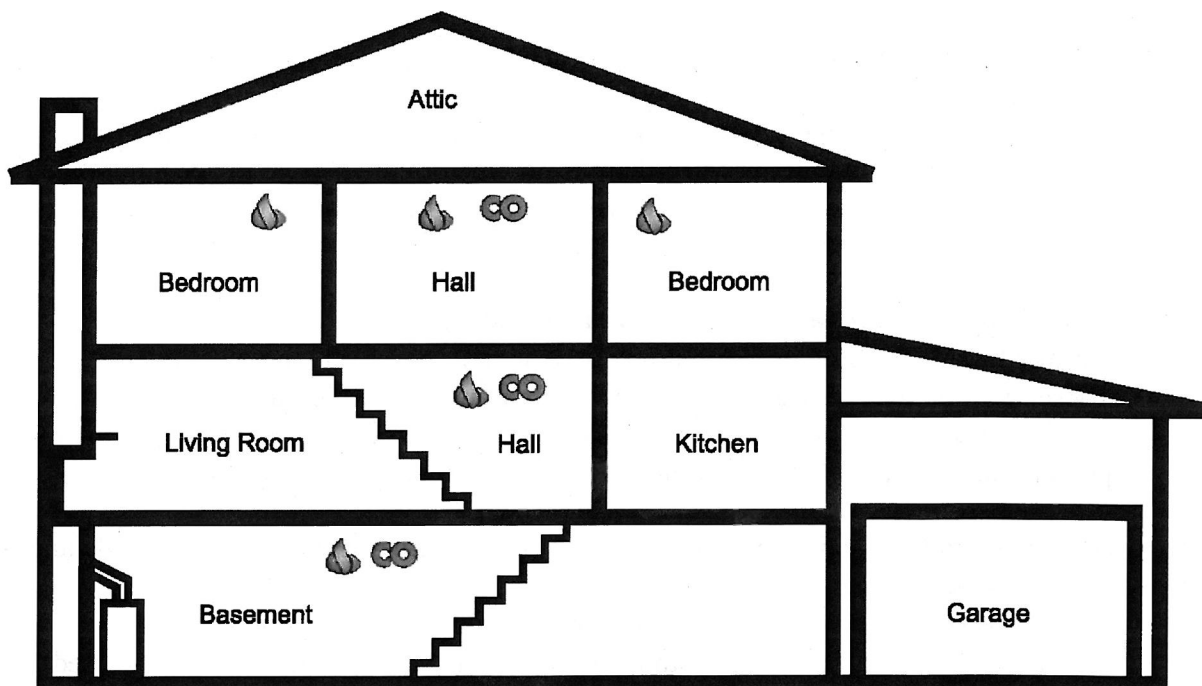 Attic
CO
Bedroom
Hall
Bedroom
CO
Living Room
Hall
Kitchen
CO
Basement
Garage